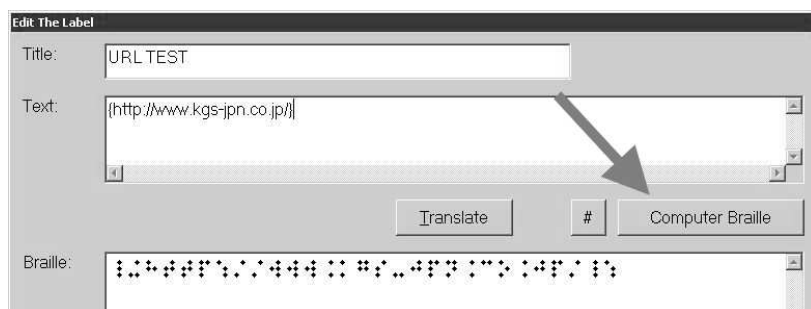 Edit The Label
Title:
URL TEST
Text:
{http://www.kgs-jpn.co.jp/}
Translate
#
Computer Braille
Braille: